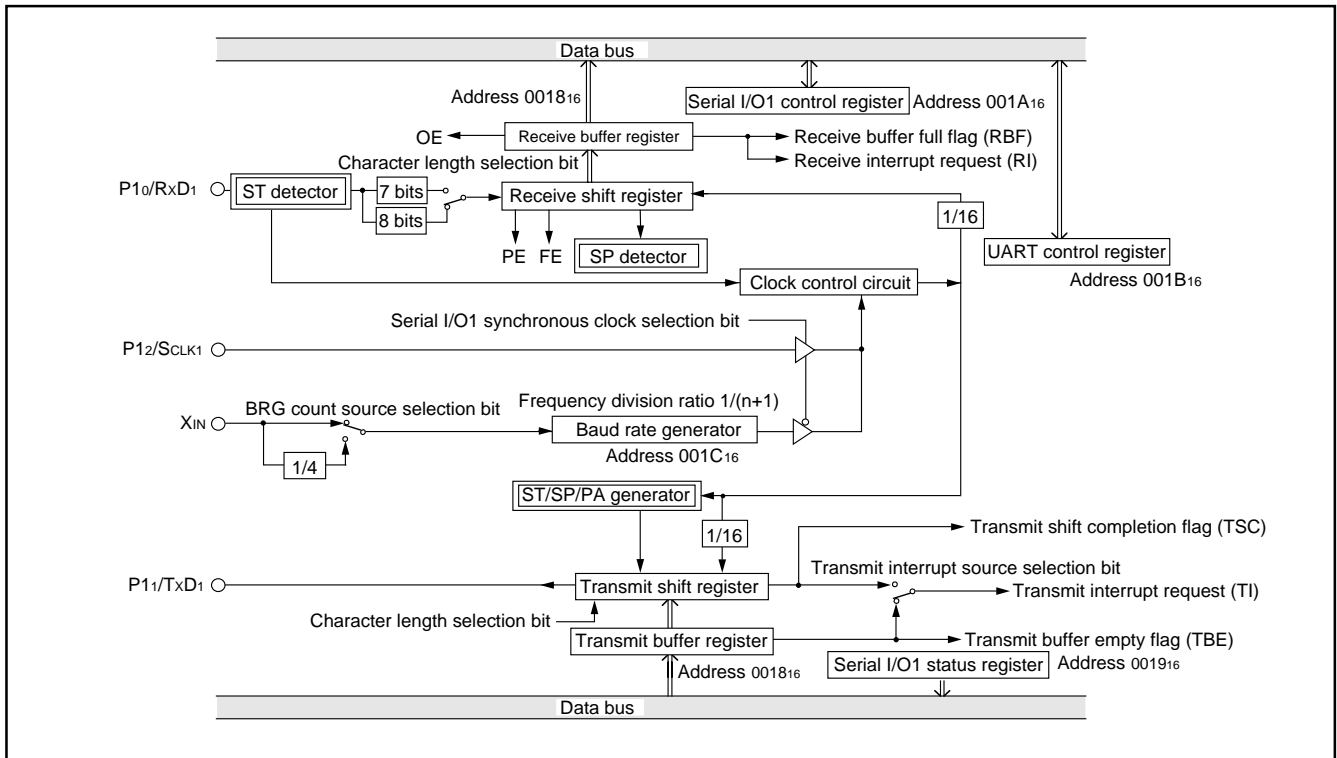 Data bus
Address 0018₁₆
Serial I/O1 control register Address 001A₁₆
OE Receive buffer register Receive buffer full flag (RBF)
Character length selection bit Receive interrupt request (RI)
P1₀/RXD₁ ST detector 7 bits Receive shift register
8 bits 1/16
PE FE SP detector UART control register
Clock control circuit Address 001B₁₆
Serial I/O1 synchronous clock selection bit
P1₂/SCLK1
BRG count source selection bit Frequency division ratio 1/(n+1)
XIN Baud rate generator
1/4 Address 001C₁₆
ST/SP/PA generator
1/16 Transmit shift completion flag (TSC)
Transmit interrupt source selection bit
P1₁/TXD₁ Transmit shift register Transmit interrupt request (TI)
Character length selection bit
Transmit buffer register Transmit buffer empty flag (TBE)
Address 0018₁₆ Serial I/O1 status register Address 0019₁₆
Data bus